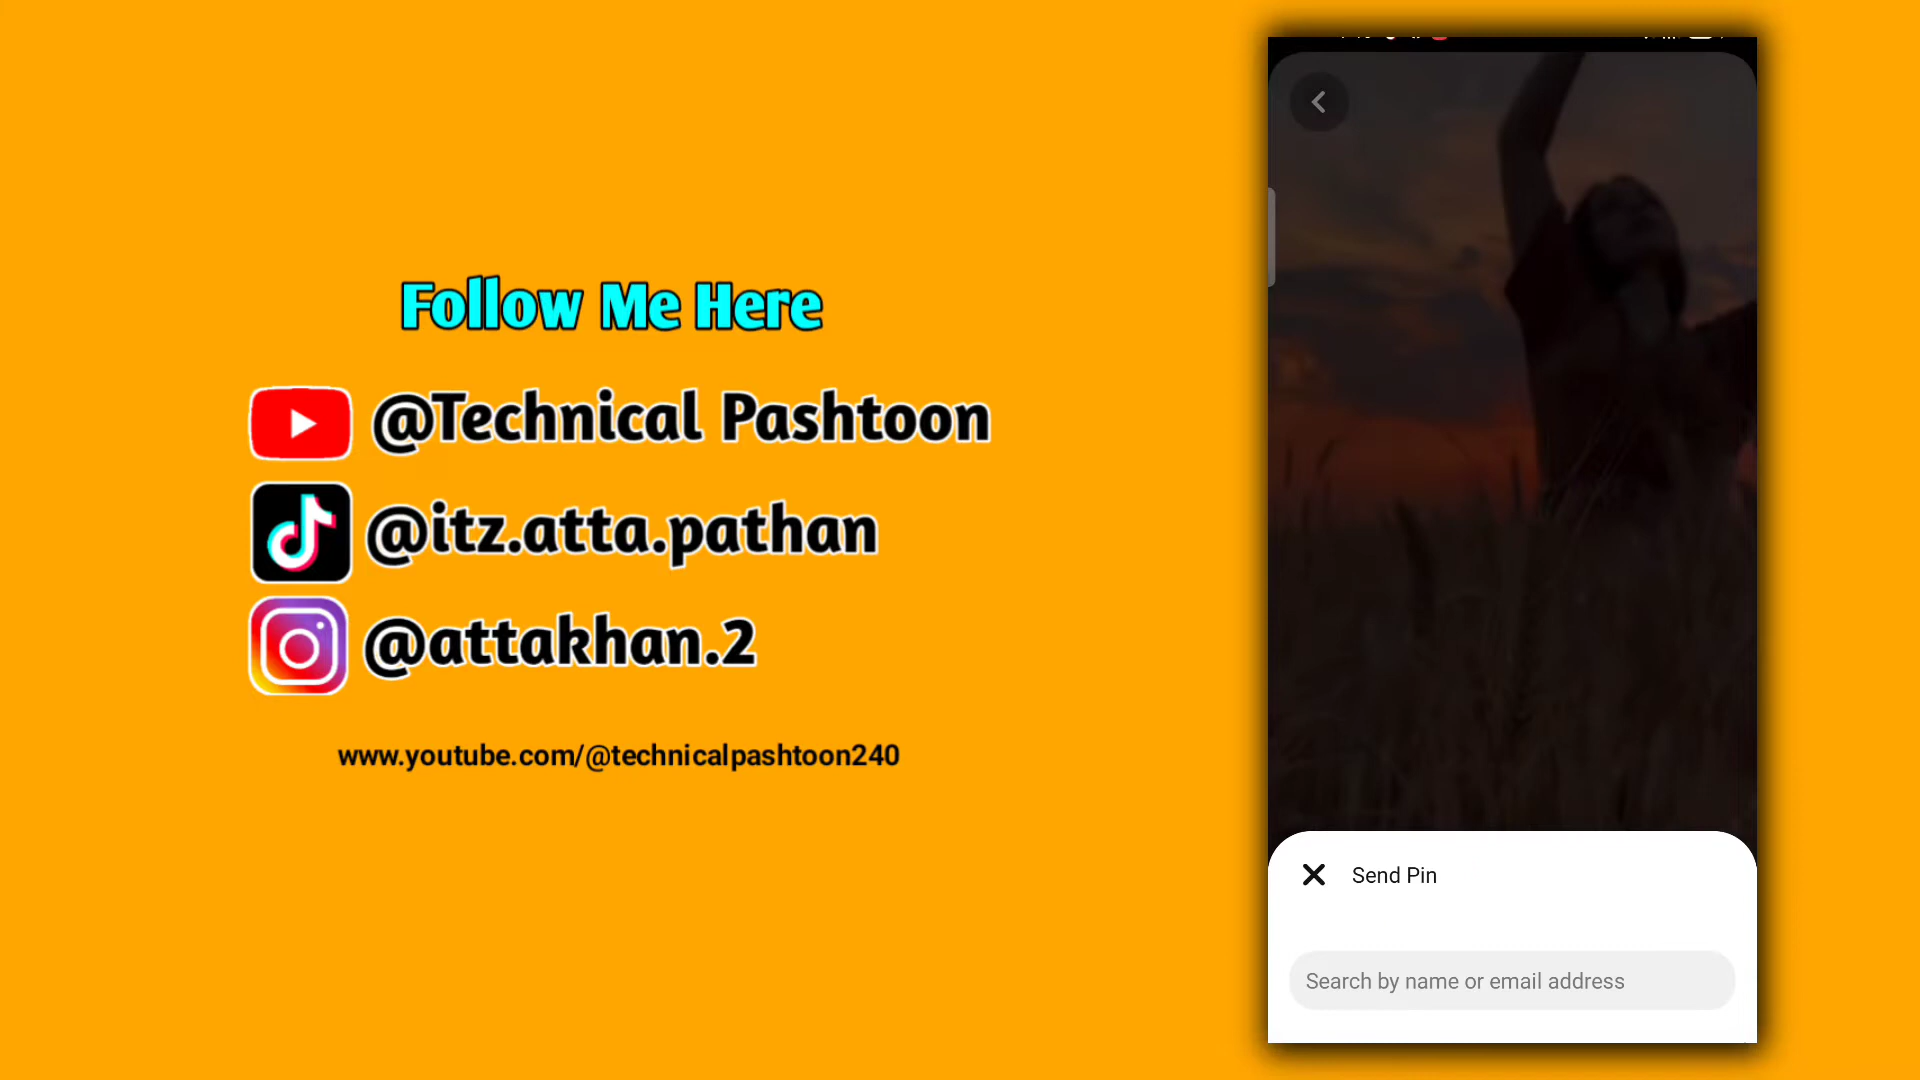 Follow Me Here
@Technical Pashtoon
@itz.atta.pathan
@attakhan.2
www.youtube.com/@technicalpashtoon240
Send Pin
Search by name or email address